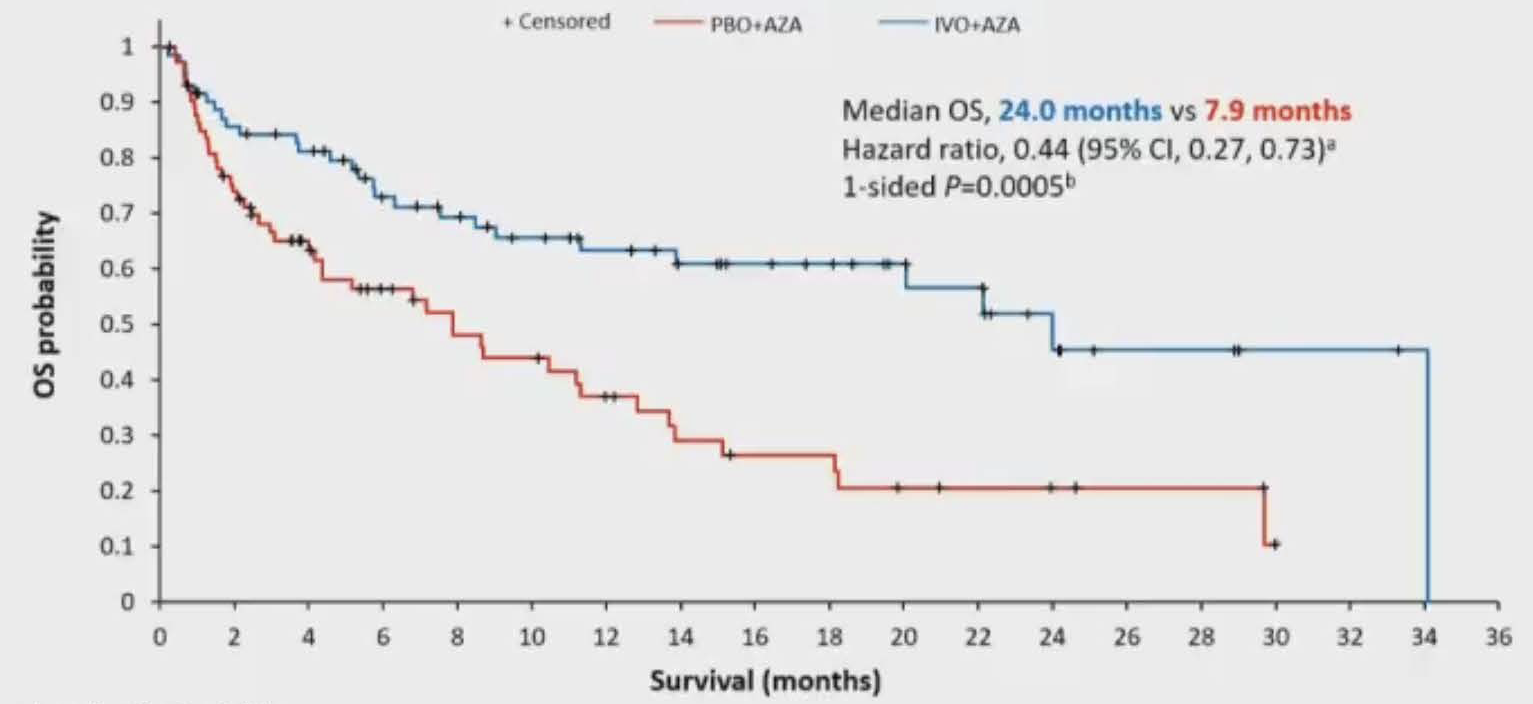 + Censored PBO+AZA IVO+AZA
Median OS, 24.0 months vs 7.9 months
Hazard ratio, 0.44 (95% CI, 0.27, 0.73)ᵃ
1-sided P=0.0005ᵇ
OS probability
1
0.9
0.8
0.7
0.6
0.5
0.4
0.3
0.2
0.1
0
0 2 4 6 8 10 12 14 16 18 20 22 24 26 28 30 32 34 36
Survival (months)